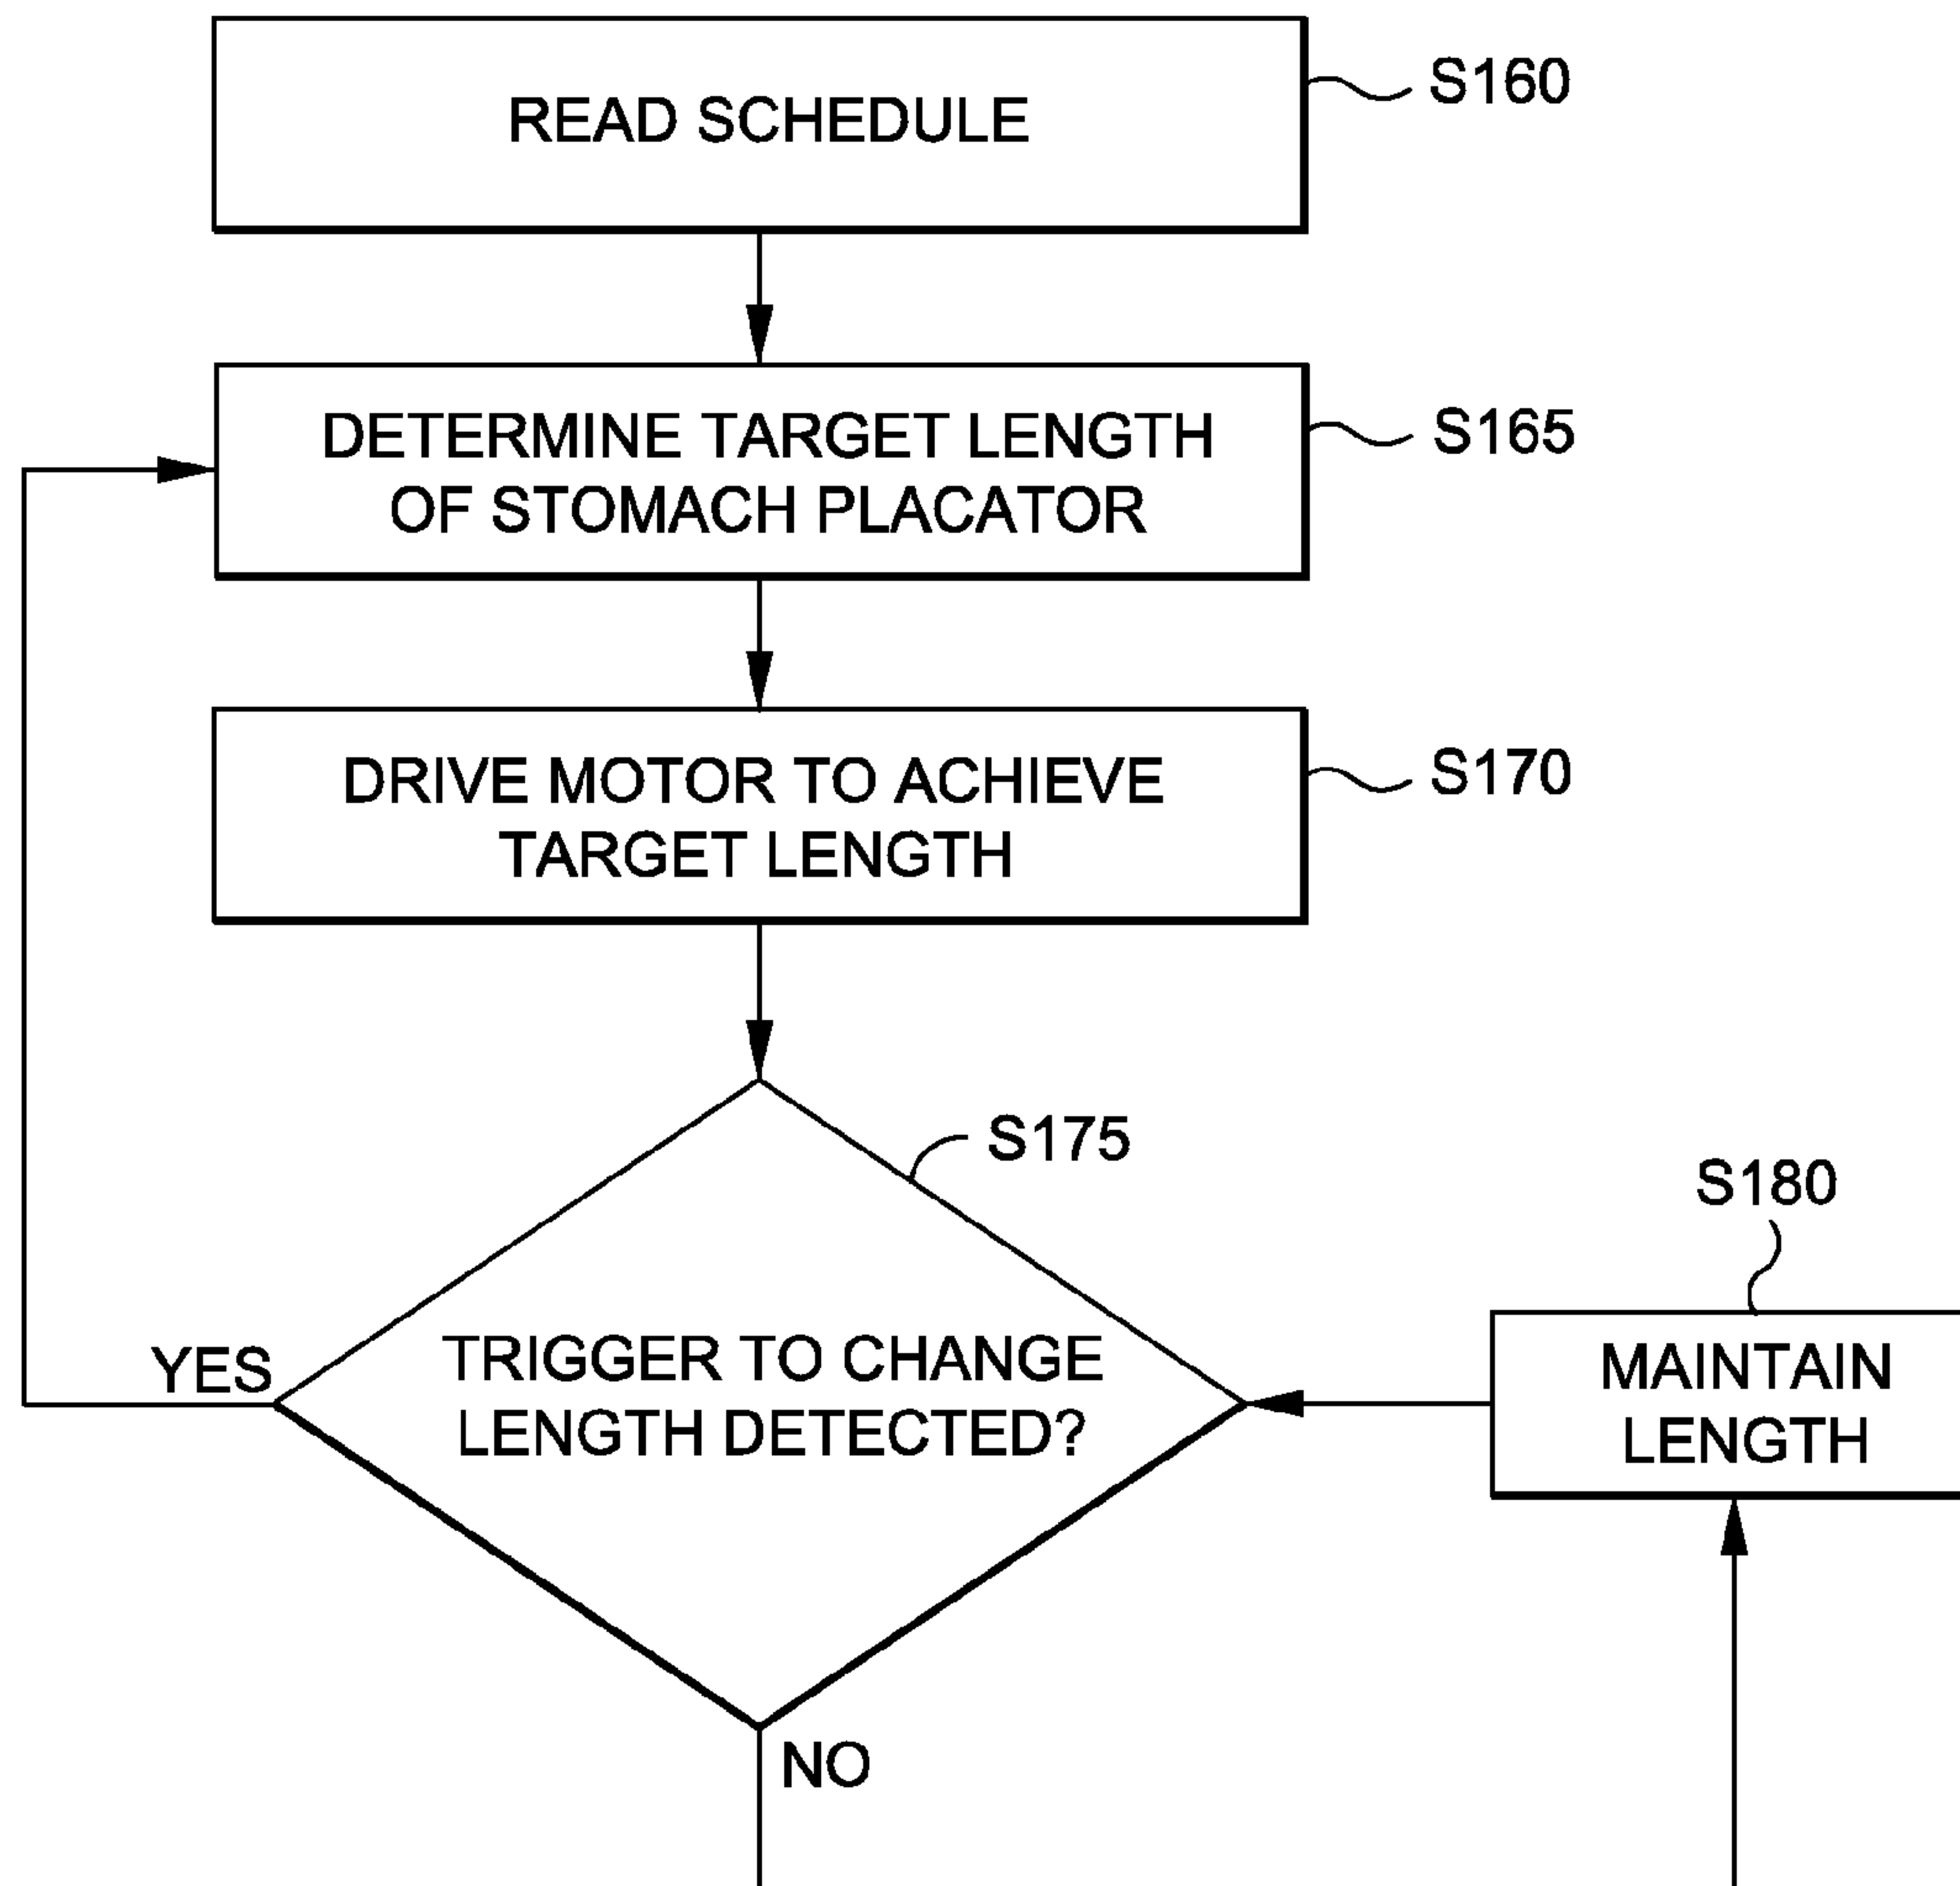 READ SCHEDULE
S160
DETERMINE TARGET LENGTH
OF STOMACH PLACATOR
S165
DRIVE MOTOR TO ACHIEVE
TARGET LENGTH
S170
S175
S180
YES
TRIGGER TO CHANGE
LENGTH DETECTED?
MAINTAIN
LENGTH
NO